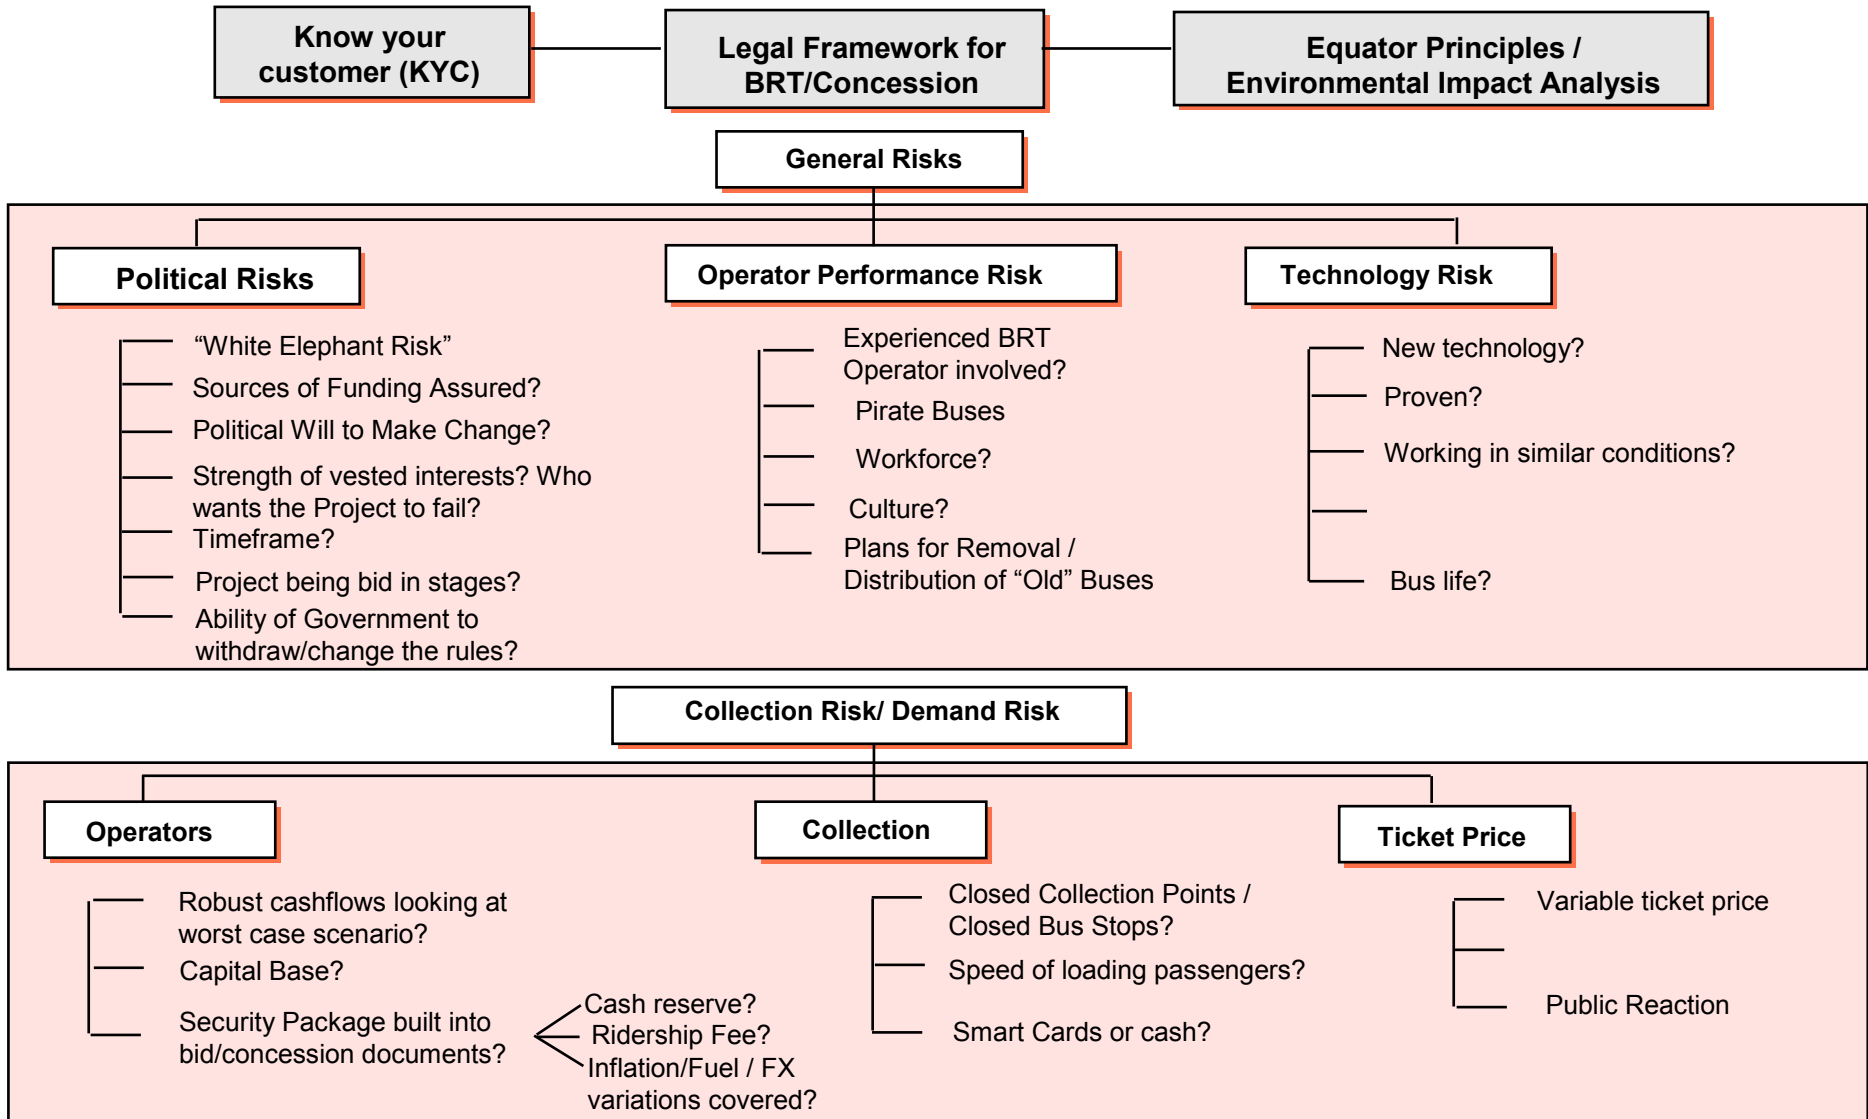 Know your
customer (KYC)
Legal Framework for
BRT/Concession
Equator Principles /
Environmental Impact Analysis
General Risks
Political Risks
“White Elephant Risk”
Sources of Funding Assured?
Political Will to Make Change?
Strength of vested interests? Who
wants the Project to fail?
Timeframe?
Project being bid in stages?
Ability of Government to
withdraw/change the rules?
Operator Performance Risk
Experienced BRT
Operator involved?
Pirate Buses
Workforce?
Culture?
Plans for Removal /
Distribution of “Old” Buses
Technology Risk
New technology?
Proven?
Working in similar conditions?
Bus life?
Collection Risk/ Demand Risk
Operators
Robust cashflows looking at
worst case scenario?
Capital Base?
Security Package built into
bid/concession documents?
Cash reserve?
Ridership Fee?
Inflation/Fuel / FX
variations covered?
Collection
Closed Collection Points /
Closed Bus Stops?
Speed of loading passengers?
Smart Cards or cash?
Ticket Price
Variable ticket price
Public Reaction